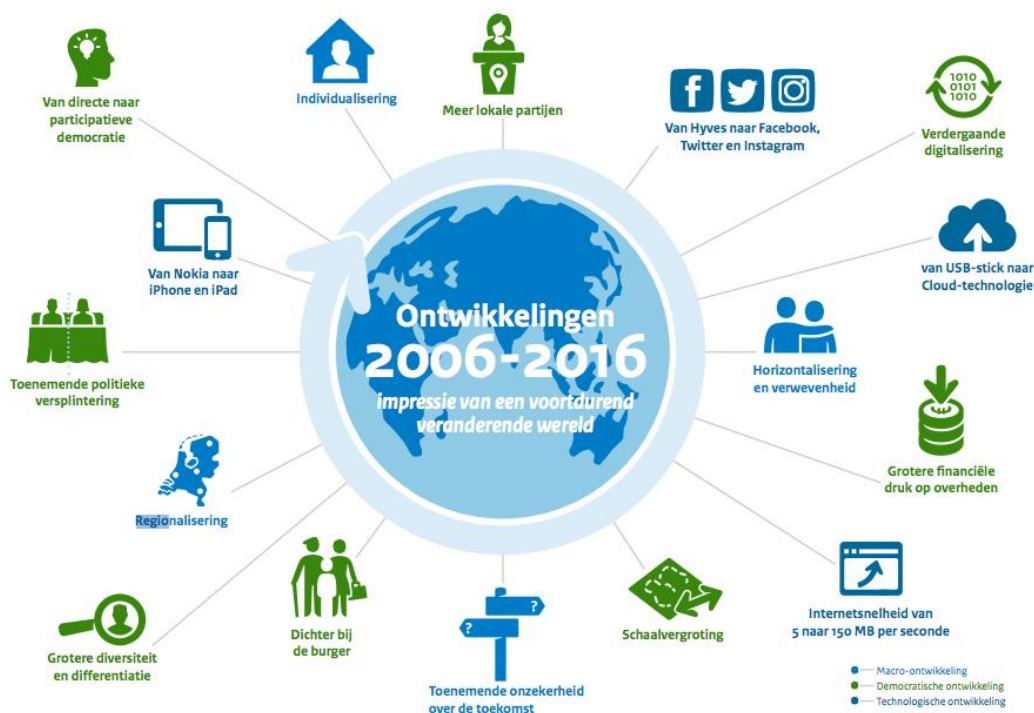 Van directe naar
participatieve
democratie
Individualisering
Meer lokale partijen
Van Hyves naar Facebook,
Twitter en Instagram
1010
0101
1010
Verdergaande
digitalisering
Van Nokia naar
iPhone en iPad
van USB-stick naar
Cloud-technologie
Ontwikkelingen
2006-2016
impressie van een voortdurend
veranderende wereld
Toenemende politieke
versplintering
Horizontalisering
en verwevenheid
Grotere financiële
druk op overheden
Regionalisering
Grotere diversiteit
en differentiatie
Dichter bij
de burger
?
?
Toenemende onzekerheid
over de toekomst
Schaalvergroting
Internetsnelheid van
5 naar 150 MB per seconde
Macro-ontwikkeling
Democratische ontwikkeling
Technologische ontwikkeling